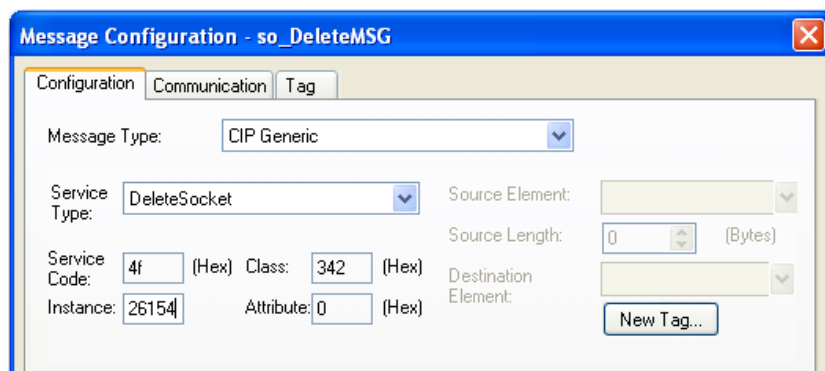 Message Configuration - so_DeleteMSG
Configuration Communication Tag
Message Type: CIP Generic
Service Type: DeleteSocket
Source Element:
Source Length: 0 (Bytes)
Service Code: 4f (Hex) Class: 342 (Hex)
Destination Element:
Instance: 26154 Attribute: 0 (Hex)
New Tag...